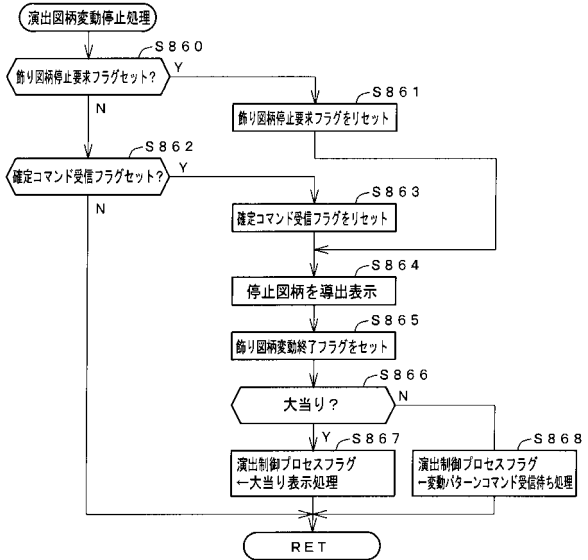 演出図柄変動停止処理
S860
飾り図柄停止要求フラグセット?
Y
N
S861
飾り図柄停止要求フラグをリセット
S862
確定コマンド受信フラグセット?
Y
N
S863
確定コマンド受信フラグをリセット
S864
停止図柄を導出表示
S865
飾り図柄変動終了フラグをセット
S866
大当り?
N
Y
S867
演出制御プロセスフラグ
←大当り表示処理
S868
演出制御プロセスフラグ
←変動パターンコマンド受信待ち処理
RET